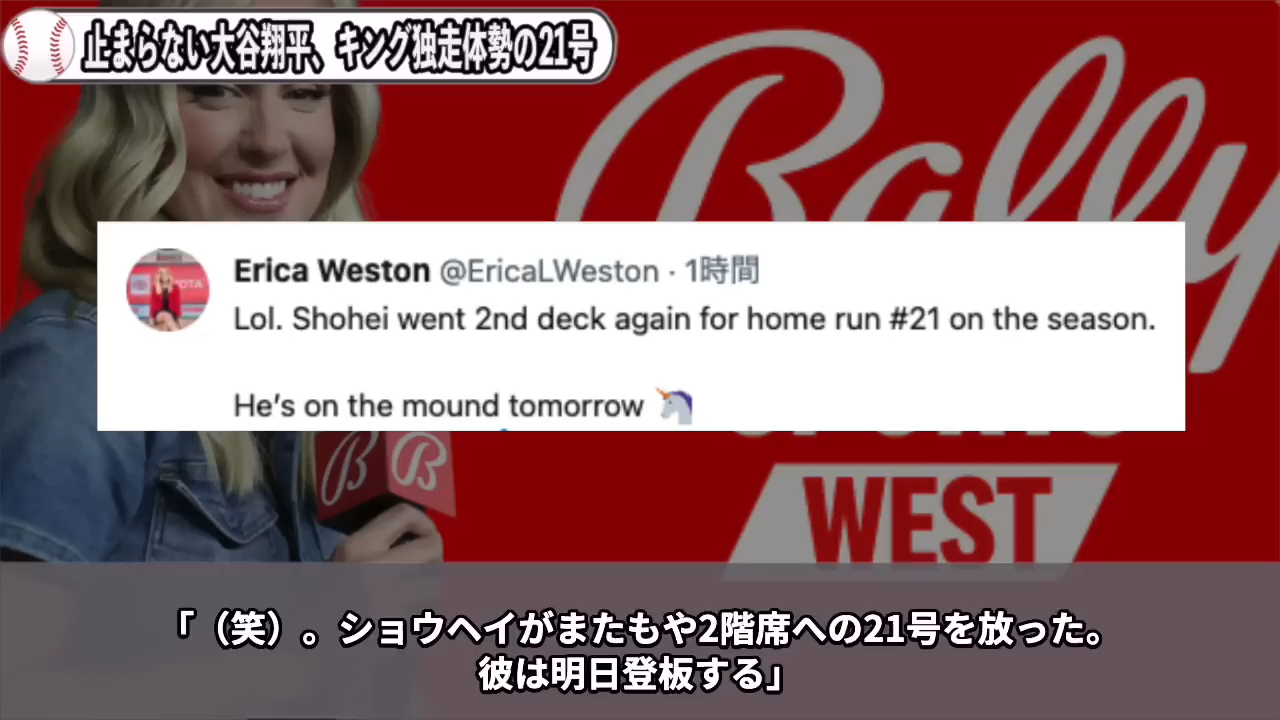 止まらない大谷翔平、キング独走体勢の21号
Bally
Erica Weston @EricaLWeston · 1時間
Lol. Shohei went 2nd deck again for home run #21 on the season.
He's on the mound tomorrow 🦄
WEST
「（笑）。ショウヘイがまたもや2階席への21号を放った。
彼は明日登板する」